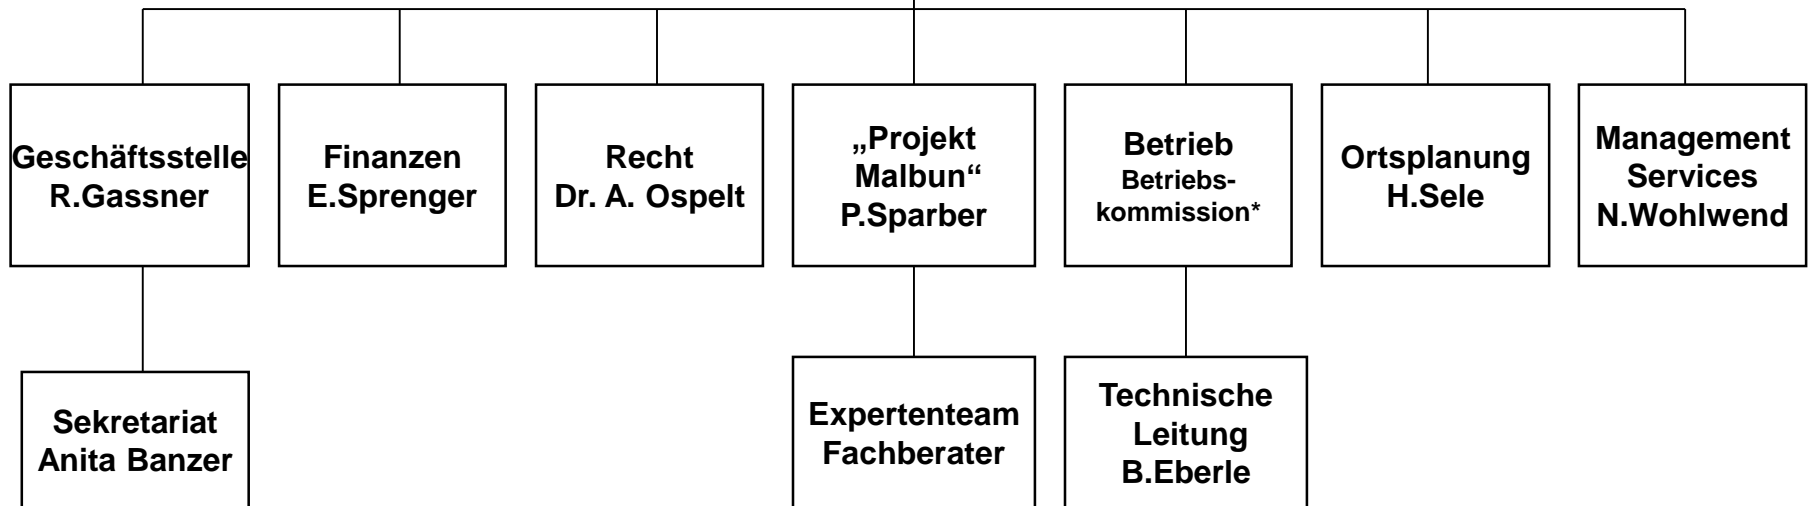 Geschäftsstelle
R.Gassner
Finanzen
E.Sprenger
Recht
Dr. A. Ospelt
„Projekt
Malbun“
P.Sparber
Betrieb
Betriebs-
kommission*
Ortsplanung
H.Sele
Management
Services
N.Wohlwend
Sekretariat
Anita Banzer
Expertenteam
Fachberater
Technische
Leitung
B.Eberle